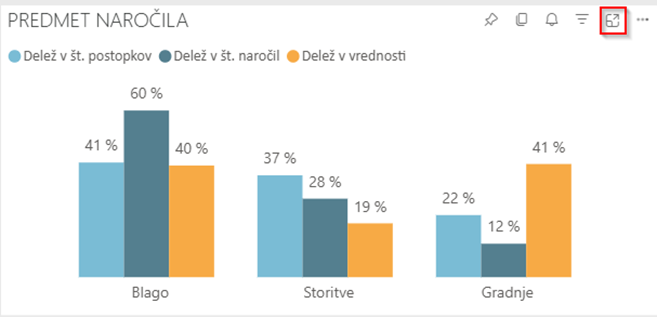 PREDMET NAROČILA
Delež v št. postopkov Delež v št. naročil Delež v vrednosti
41 % 60 % 40 %
37 % 28 % 19 %
22 % 12 % 41 %
Blago Storitve Gradnje